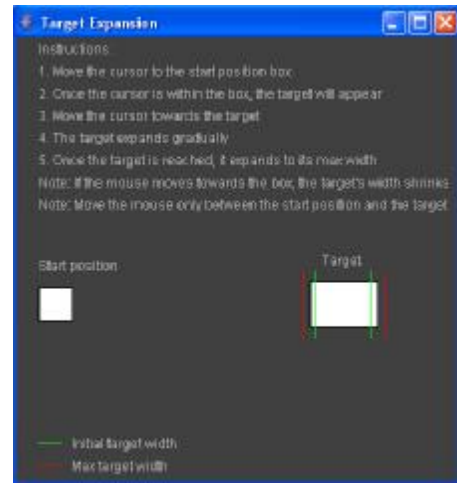 Target Expansion
Instructions
1. Move the cursor to the start position box
2. Once the cursor is within the box, the target will appear
3. Move the cursor towards the target
4. The target expands gradually
5. Once the target is reached, it expands to its max width
Note: If the mouse moves towards the box, the target's width shrinks
Note: Move the mouse only between the start position and the target
Start position
Target
Initial target width
Max target width